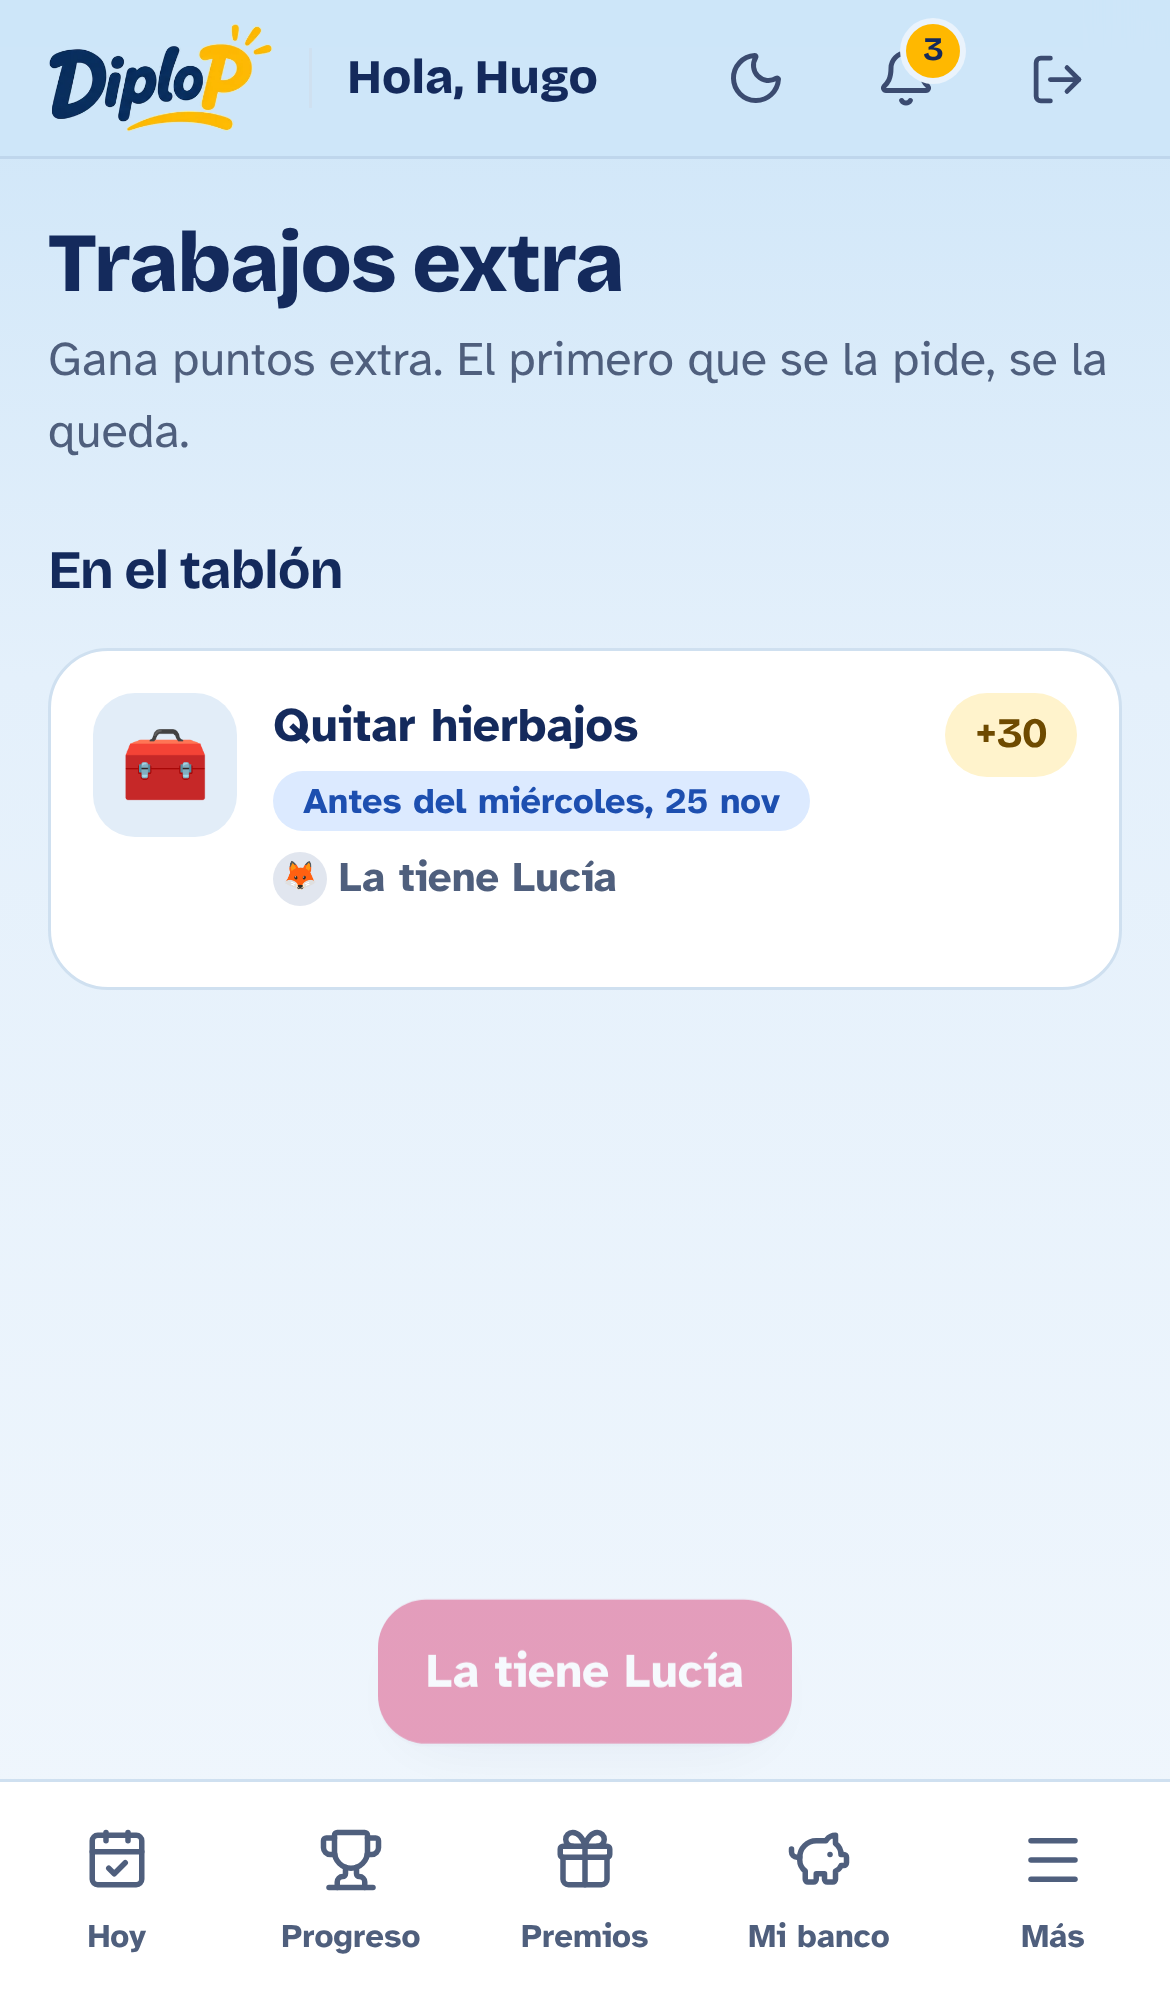 DiploP
Hola, Hugo
3
Trabajos extra
Gana puntos extra. El primero que se la pide, se la
queda.
En el tablón
Quitar hierbajos
+30
Antes del miércoles, 25 nov
La tiene Lucía
La tiene Lucía
Hoy
Progreso
Premios
Mi banco
Más